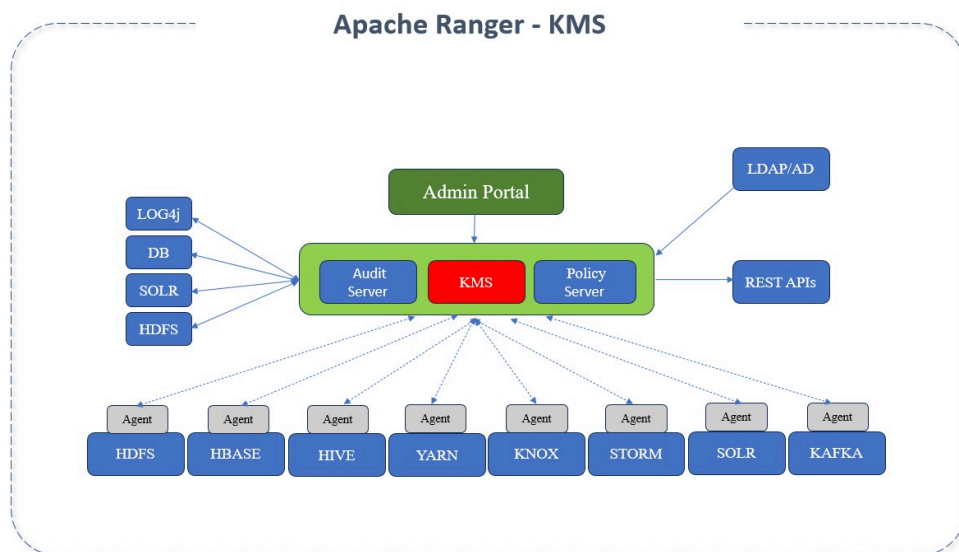 Apache Ranger - KMS
LDAP/AD
Admin Portal
LOG4j
DB
SOLR
HDFS
Audit
Server
KMS
Policy
Server
REST APIs
Agent
Agent
Agent
Agent
Agent
Agent
Agent
Agent
HDFS
HBASE
HIVE
YARN
KNOX
STORM
SOLR
KAFKA